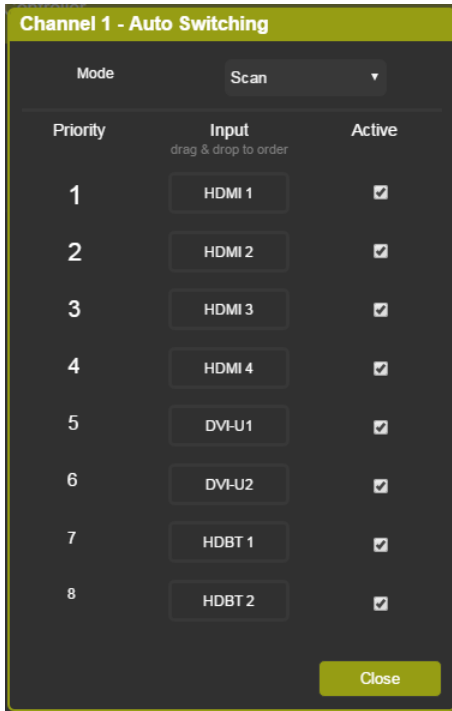 Channel 1 - Auto Switching
Mode Scan
Priority Input Active
drag & drop to order
1 HDMI 1
2 HDMI 2
3 HDMI 3
4 HDMI 4
5 DVI-U1
6 DVI-U2
7 HDBT 1
8 HDBT 2
Close